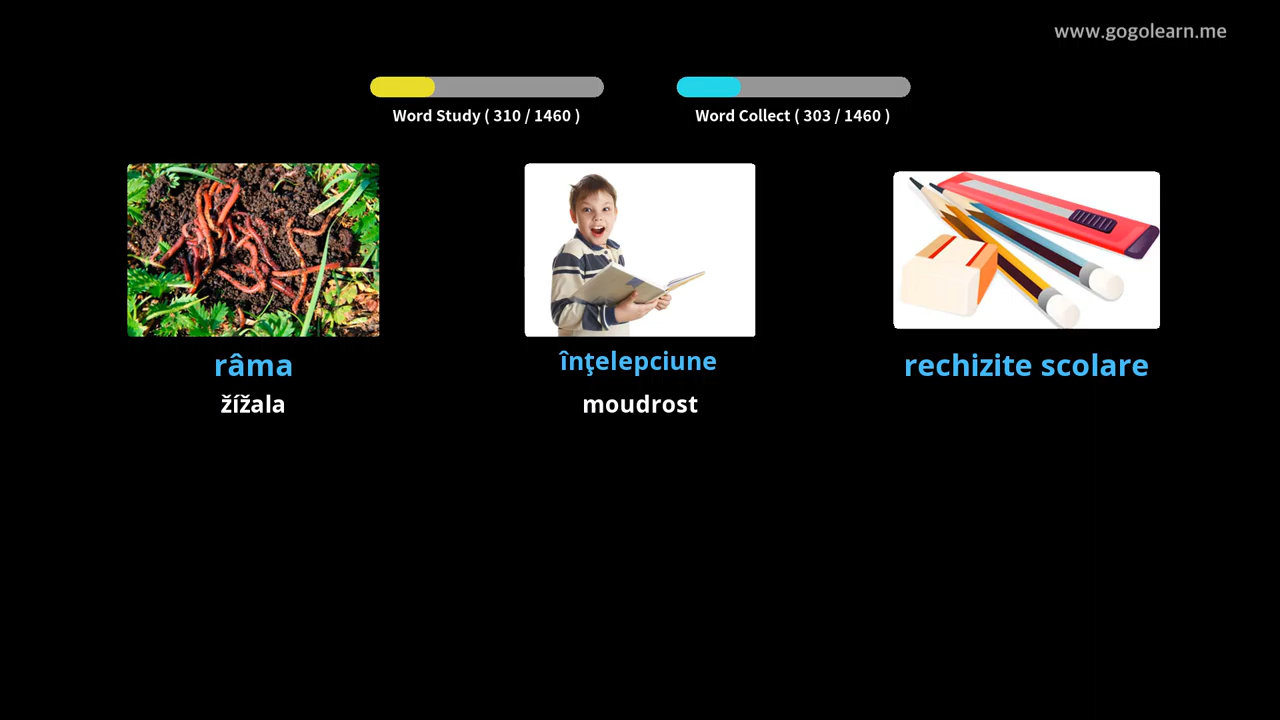 www.gogolearn.me
Word Study ( 310 / 1460 )
Word Collect ( 303 / 1460 )
râma
înţelepciune
rechizite scolare
žížala
moudrost